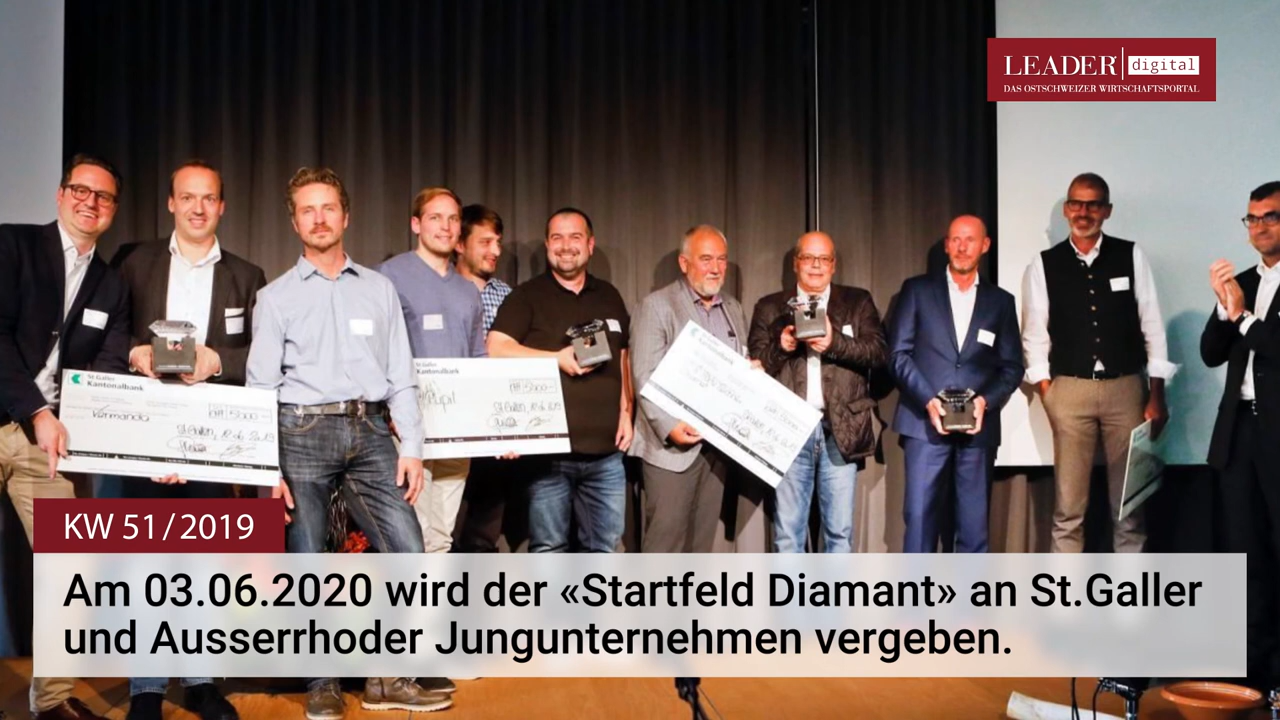 LEADER digital
DAS OSTSCHWEIZER WIRTSCHAFTSPORTAL
St.Galler
Kantonalbank
St.Galler
Kantonalbank
KW 51/2019
Am 03.06.2020 wird der «Startfeld Diamant» an St.Galler
und Ausserrhoder Jungunternehmen vergeben.